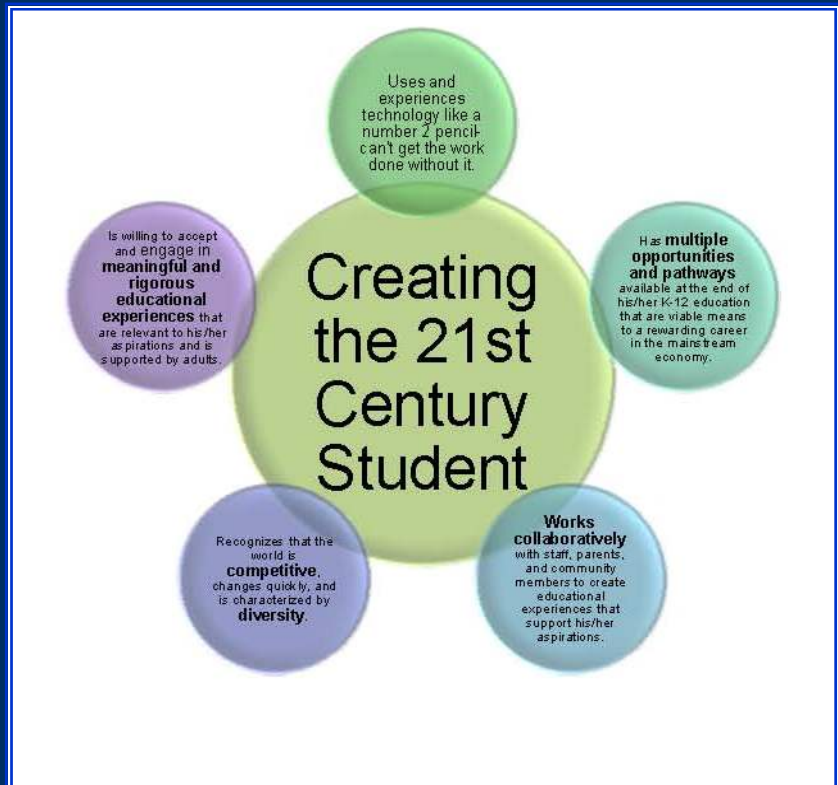 Uses and
experiences
technology like a
number 2 pencil-
can't get the work
done without it.
Has multiple
opportunities
and pathways
available at the end of
his/her K-12 education
that are viable means
to a rewarding career
in the mainstream
economy.
Works
collaboratively
with staff, parents,
and community
members to create
educational
experiences that
support his/her
aspirations.
Recognizes that the
world is
competitive,
changes quickly, and
is characterized by
diversity.
Is willing to accept
and engage in
meaningful and
rigorous
educational
experiences that
are relevant to his/her
aspirations and is
supported by adults.
Creating
the 21st
Century
Student